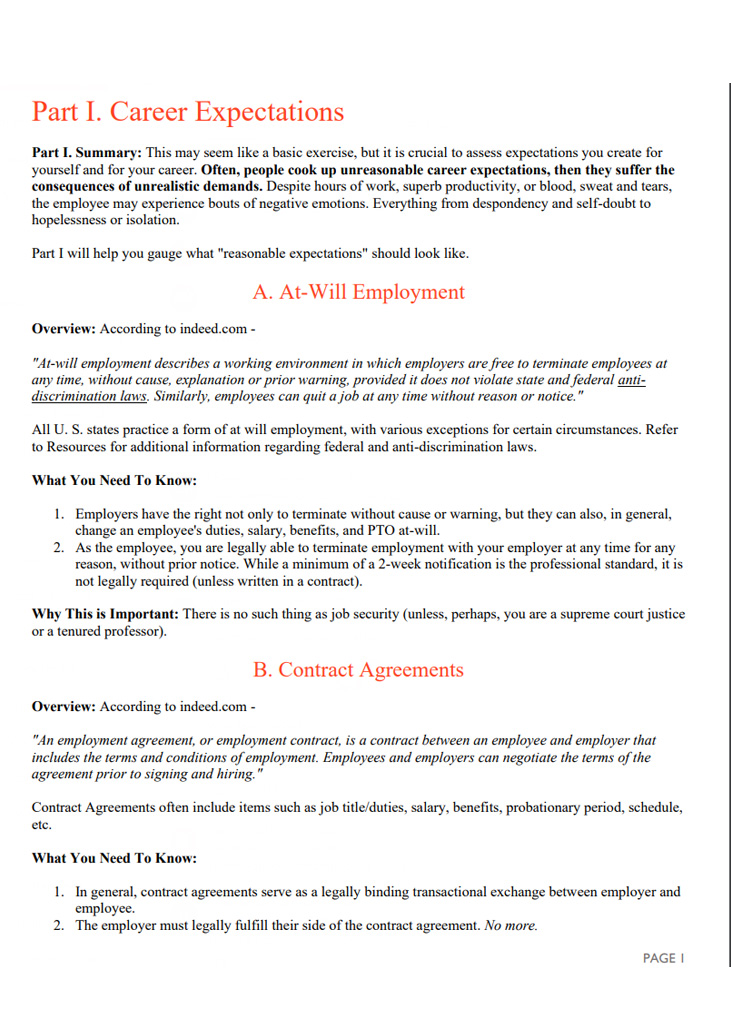 Part I. Career Expectations
Part I. Summary: This may seem like a basic exercise, but it is crucial to assess expectations you create for
yourself and for your career. Often, people cook up unreasonable career expectations, then they suffer the
consequences of unrealistic demands. Despite hours of work, superb productivity, or blood, sweat and tears,
the employee may experience bouts of negative emotions. Everything from despondency and self-doubt to
hopelessness or isolation.
Part I will help you gauge what "reasonable expectations" should look like.
A. At-Will Employment
Overview: According to indeed.com -
"At-will employment describes a working environment in which employers are free to terminate employees at
any time, without cause, explanation or prior warning, provided it does not violate state and federal anti-
discrimination laws. Similarly, employees can quit a job at any time without reason or notice."
All U. S. states practice a form of at will employment, with various exceptions for certain circumstances. Refer
to Resources for additional information regarding federal and anti-discrimination laws.
What You Need To Know:
1. Employers have the right not only to terminate without cause or warning, but they can also, in general,
change an employee's duties, salary, benefits, and PTO at-will.
2. As the employee, you are legally able to terminate employment with your employer at any time for any
reason, without prior notice. While a minimum of a 2-week notification is the professional standard, it is
not legally required (unless written in a contract).
Why This is Important: There is no such thing as job security (unless, perhaps, you are a supreme court justice
or a tenured professor).
B. Contract Agreements
Overview: According to indeed.com -
"An employment agreement, or employment contract, is a contract between an employee and employer that
includes the terms and conditions of employment. Employees and employers can negotiate the terms of the
agreement prior to signing and hiring."
Contract Agreements often include items such as job title/duties, salary, benefits, probationary period, schedule,
etc.
What You Need To Know:
1. In general, contract agreements serve as a legally binding transactional exchange between employer and
employee.
2. The employer must legally fulfill their side of the contract agreement. No more.
PAGE 1